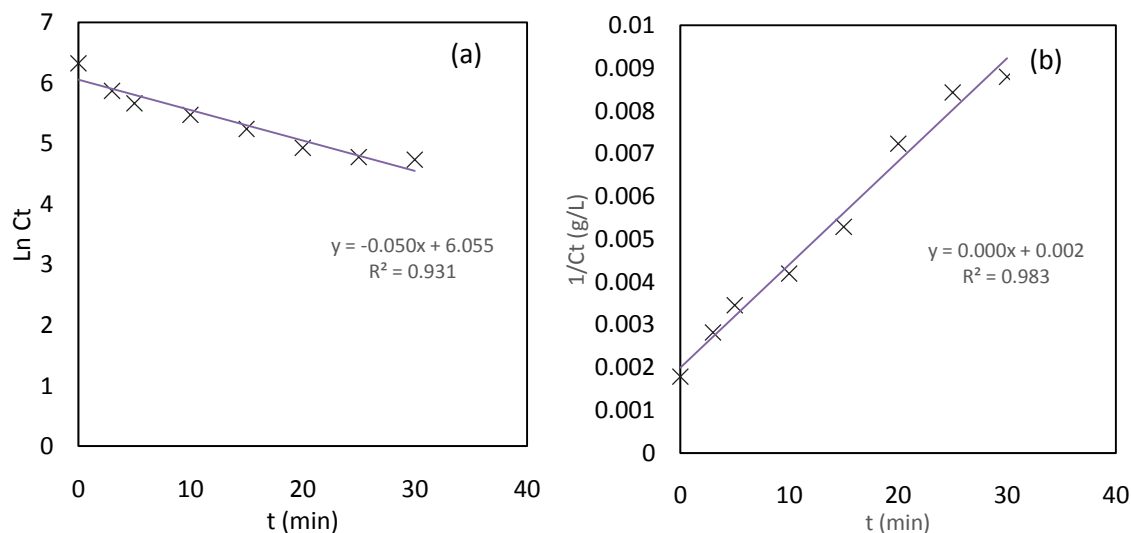 7
6
5
4
3
2
1
0
Ln Ct
(a)
y = -0.050x + 6.055
R² = 0.931
0 10 20 30 40
t (min)
0.01
0.009
0.008
0.007
0.006
0.005
0.004
0.003
0.002
0.001
0
1/Ct (g/L)
(b)
y = 0.000x + 0.002
R² = 0.983
0 10 20 30 40
t (min)